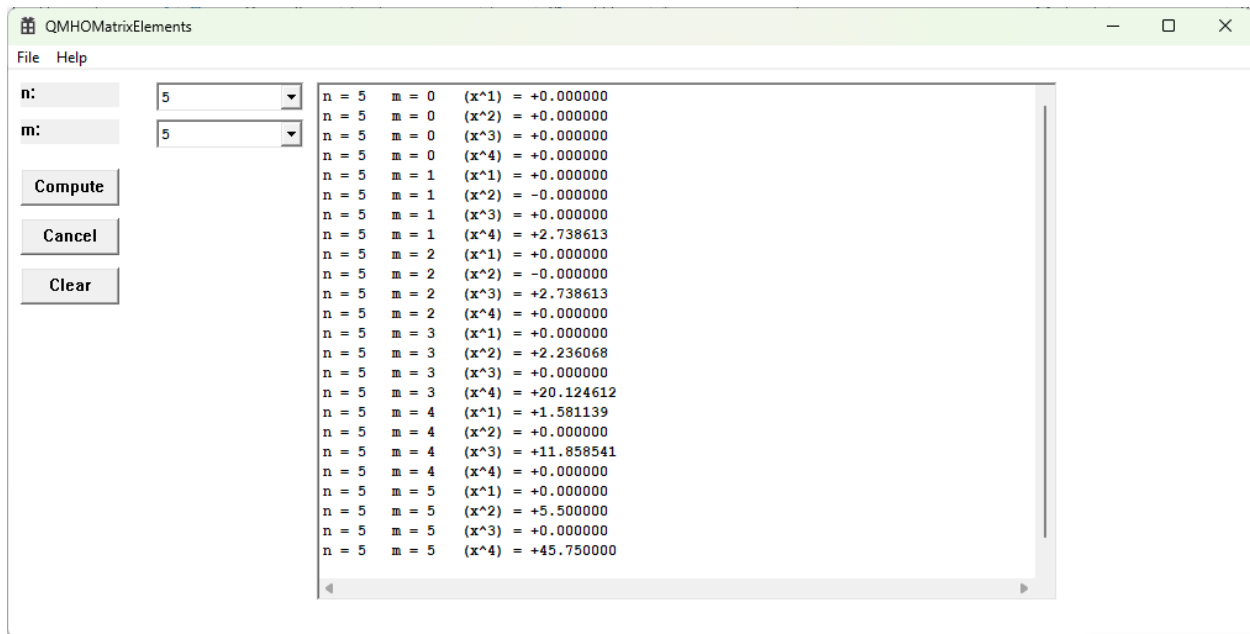 QMHOMatrixElements
File Help
n: 5
m: 5
Compute
Cancel
Clear
n = 5 m = 0 (x^1) = +0.000000
n = 5 m = 0 (x^2) = +0.000000
n = 5 m = 0 (x^3) = +0.000000
n = 5 m = 0 (x^4) = +0.000000
n = 5 m = 1 (x^1) = +0.000000
n = 5 m = 1 (x^2) = -0.000000
n = 5 m = 1 (x^3) = +0.000000
n = 5 m = 1 (x^4) = +2.738613
n = 5 m = 2 (x^1) = +0.000000
n = 5 m = 2 (x^2) = -0.000000
n = 5 m = 2 (x^3) = +2.738613
n = 5 m = 2 (x^4) = +0.000000
n = 5 m = 3 (x^1) = +0.000000
n = 5 m = 3 (x^2) = +2.236068
n = 5 m = 3 (x^3) = +0.000000
n = 5 m = 3 (x^4) = +20.124612
n = 5 m = 4 (x^1) = +1.581139
n = 5 m = 4 (x^2) = +0.000000
n = 5 m = 4 (x^3) = +11.858541
n = 5 m = 4 (x^4) = +0.000000
n = 5 m = 5 (x^1) = +0.000000
n = 5 m = 5 (x^2) = +5.500000
n = 5 m = 5 (x^3) = +0.000000
n = 5 m = 5 (x^4) = +45.750000